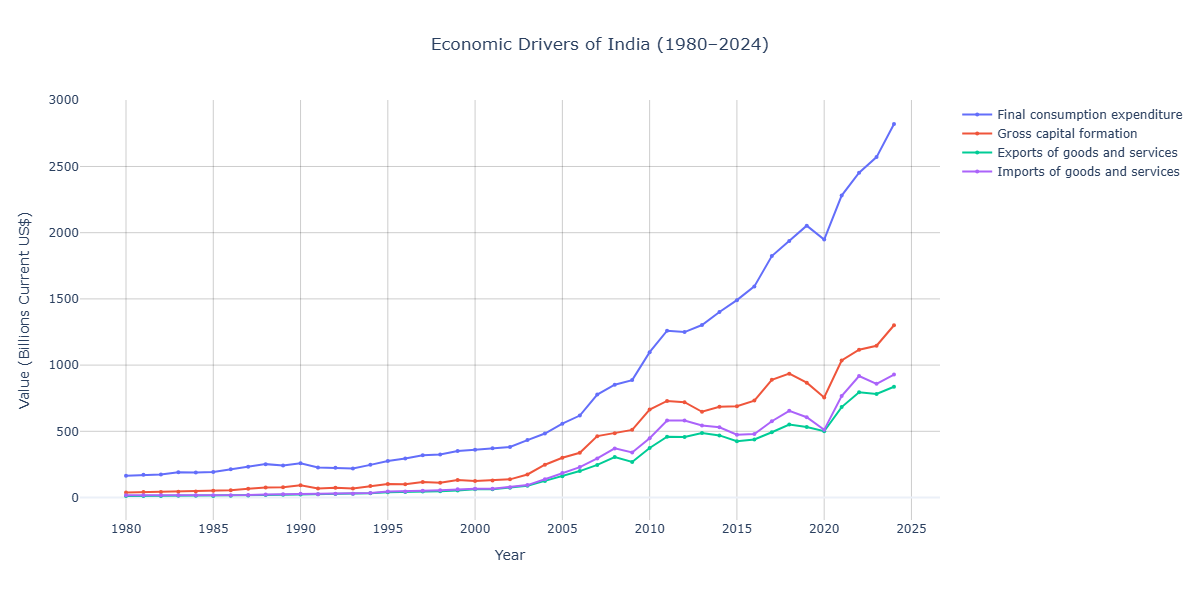 Economic Drivers of India (1980–2024)
Final consumption expenditure
Gross capital formation
Exports of goods and services
Imports of goods and services
Value (Billions Current US$)
3000
2500
2000
1500
1000
500
0
1980 1985 1990 1995 2000 2005 2010 2015 2020 2025
Year